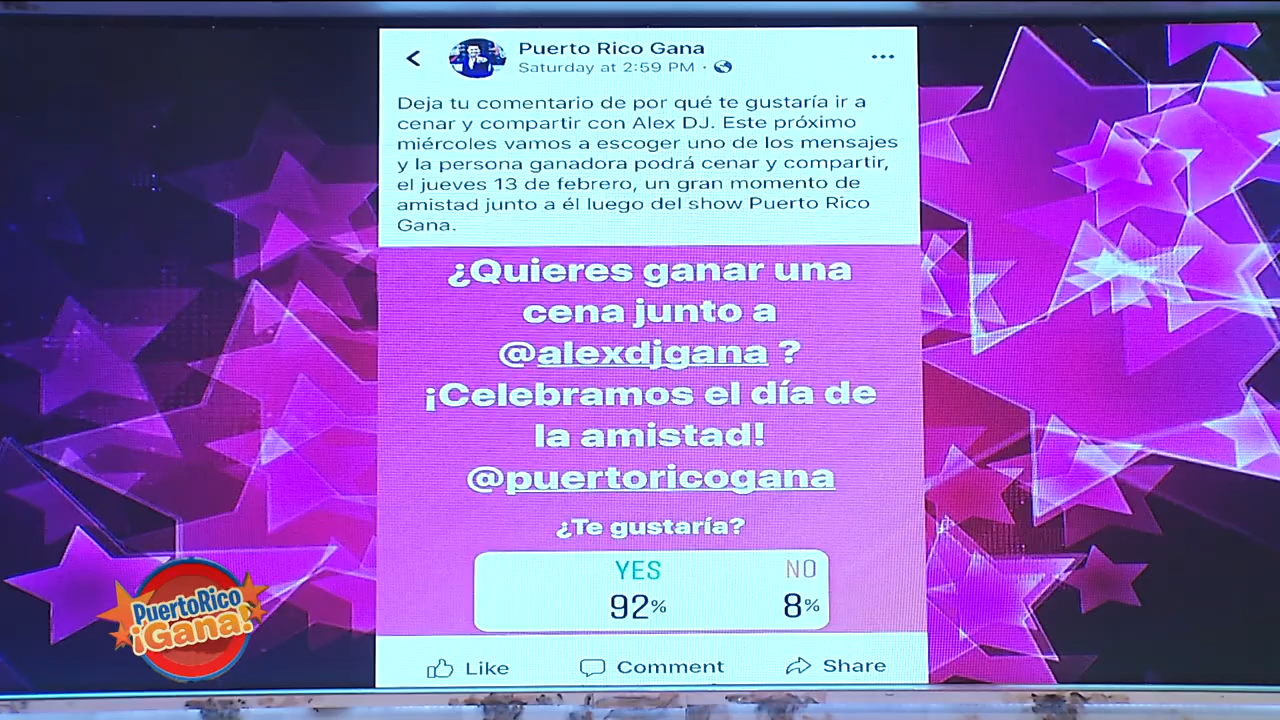 Puerto Rico Gana
Saturday at 2:59 PM ·
Deja tu comentario de por qué te gustaría ir a
cenar y compartir con Alex DJ. Este próximo
miércoles vamos a escoger uno de los mensajes
y la persona ganadora podrá cenar y compartir,
el jueves 13 de febrero, un gran momento de
amistad junto a él luego del show Puerto Rico
Gana.
¿Quieres ganar una
cena junto a
@alexdjgana ?
¡Celebramos el día de
la amistad!
@puertoricogana
¿Te gustaría?
YES NO
92% 8%
Like Comment Share
PuertoRico
¡Gana!